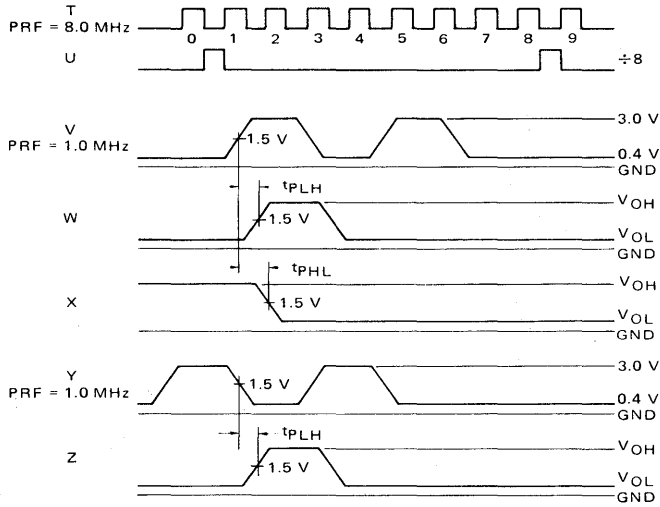 T
PRF = 8.0 MHz
0 1 2 3 4 5 6 7 8 9
U
÷8
V
PRF = 1.0 MHz
1.5 V
3.0 V
0.4 V
GND
tPLH
W
1.5 V
VOH
VOL
GND
tPHL
X
1.5 V
VOH
VOL
GND
Y
PRF = 1.0 MHz
1.5 V
3.0 V
0.4 V
GND
tPLH
Z
1.5 V
VOH
VOL
GND